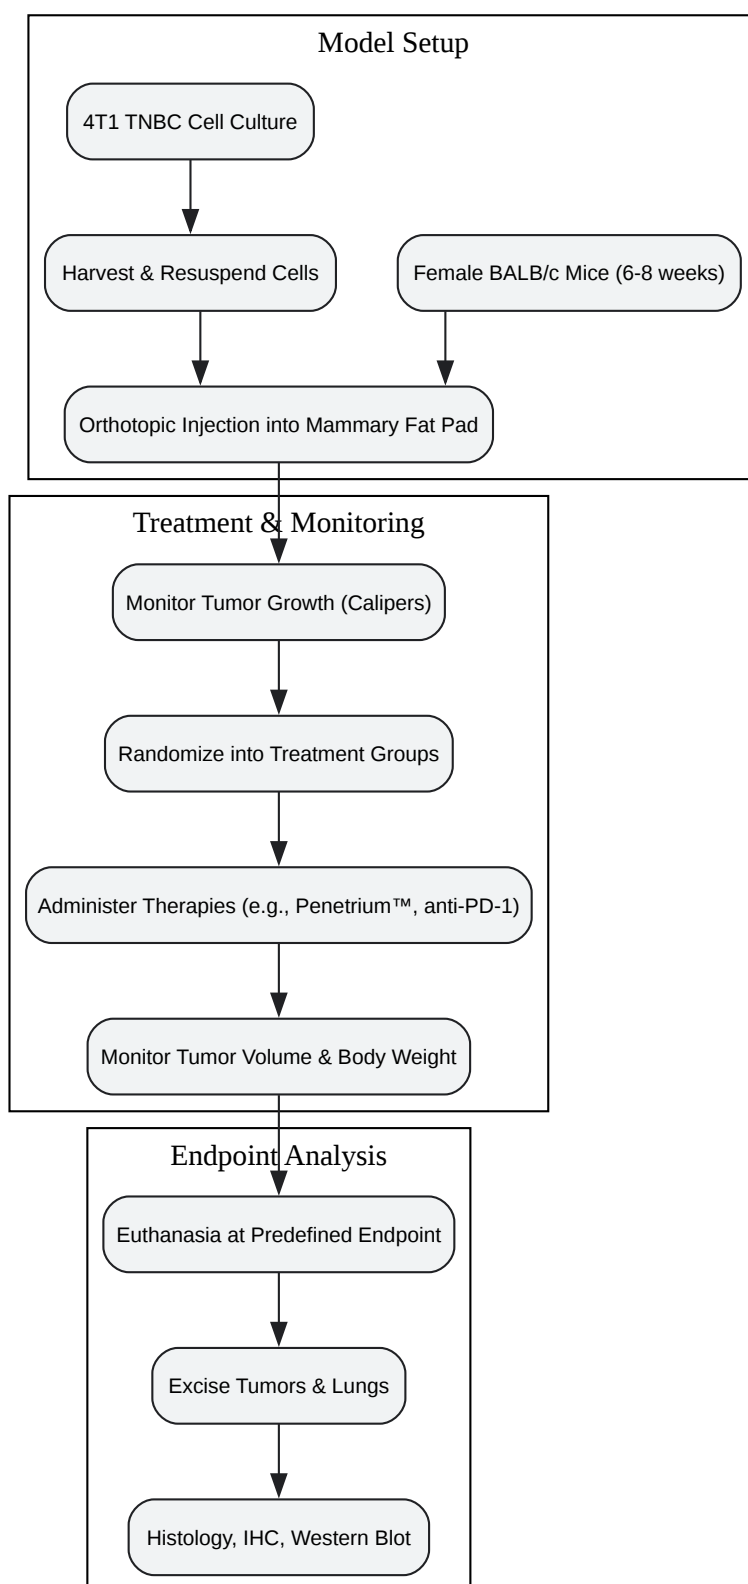 Model Setup
4T1 TNBC Cell Culture
Harvest & Resuspend Cells
Female BALB/c Mice (6-8 weeks)
Orthotopic Injection into Mammary Fat Pad
Treatment & Monitoring
Monitor Tumor Growth (Calipers)
Randomize into Treatment Groups
Administer Therapies (e.g., Penetrium™, anti-PD-1)
Monitor Tumor Volume & Body Weight
Endpoint Analysis
Euthanasia at Predefined Endpoint
Excise Tumors & Lungs
Histology, IHC, Western Blot